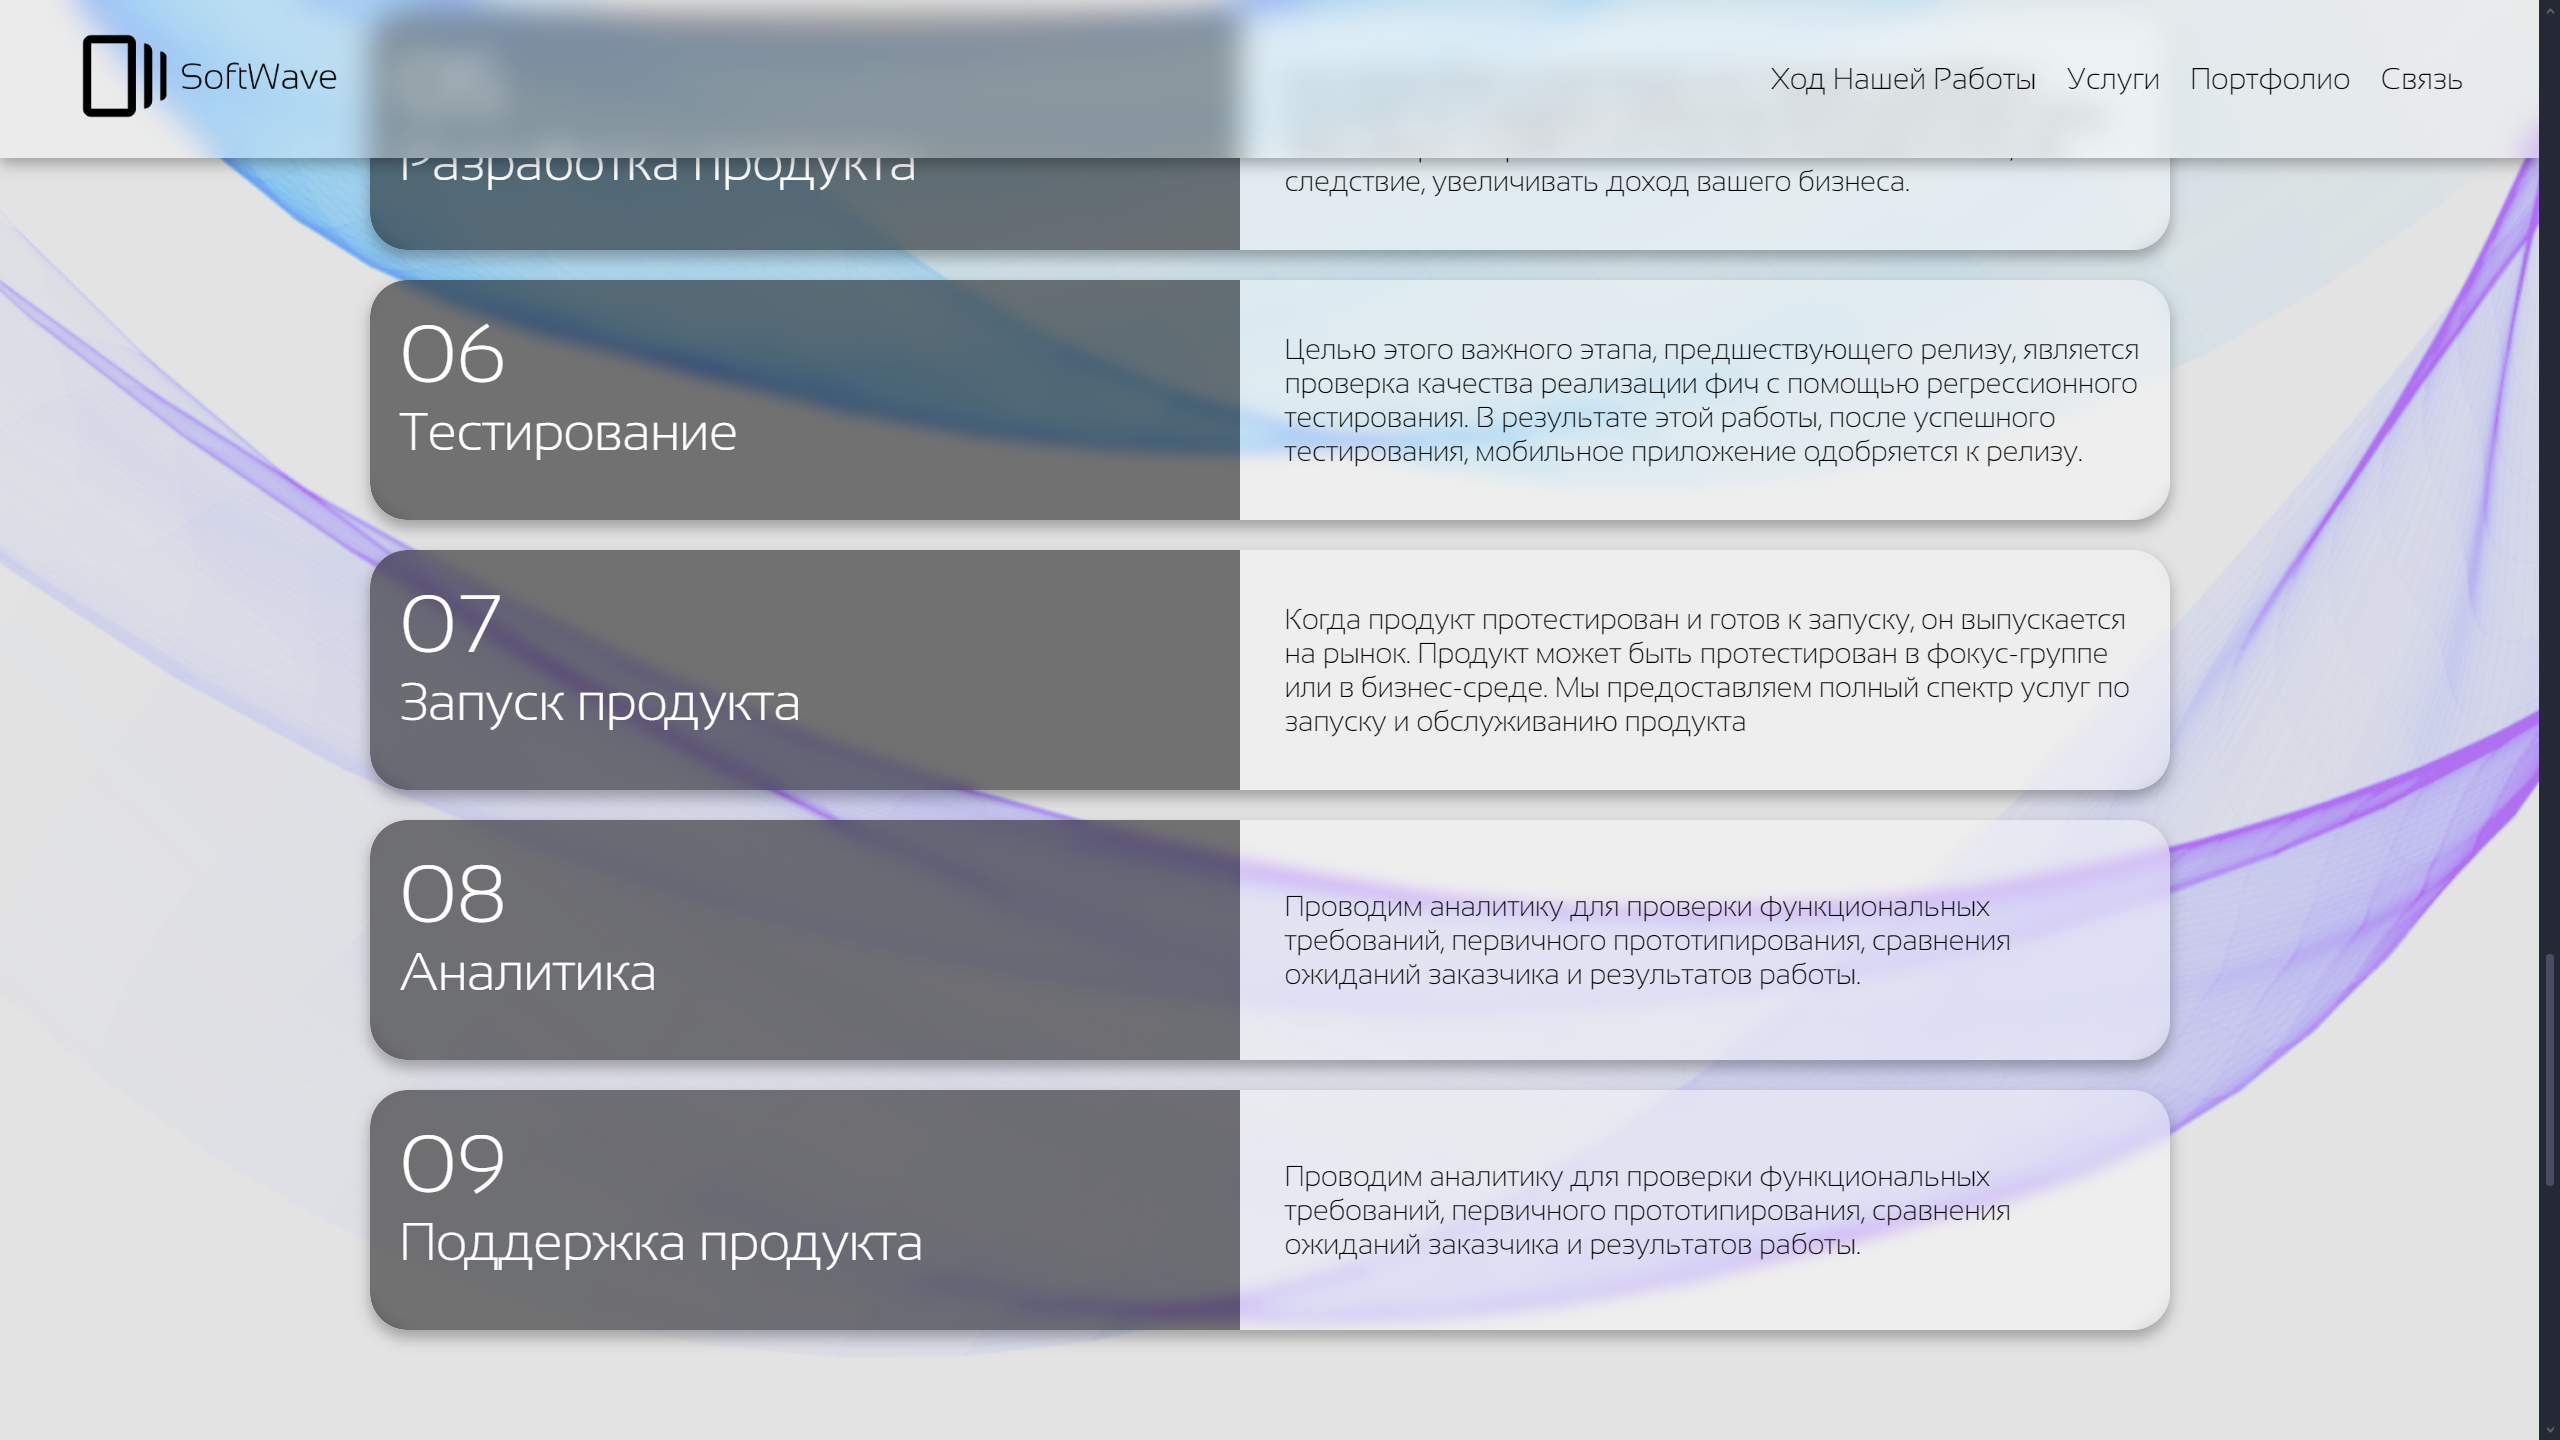 SoftWave
Ход Нашей Работы Услуги Портфолио Связь
Разработка продукта
следствие, увеличивать доход вашего бизнеса.
06
Тестирование
Целью этого важного этапа, предшествующего релизу, является
проверка качества реализации фич с помощью регрессионного
тестирования. В результате этой работы, после успешного
тестирования, мобильное приложение одобряется к релизу.
07
Запуск продукта
Когда продукт протестирован и готов к запуску, он выпускается
на рынок. Продукт может быть протестирован в фокус-группе
или в бизнес-среде. Мы предоставляем полный спектр услуг по
запуску и обслуживанию продукта
08
Аналитика
Проводим аналитику для проверки функциональных
требований, первичного прототипирования, сравнения
ожиданий заказчика и результатов работы.
09
Поддержка продукта
Проводим аналитику для проверки функциональных
требований, первичного прототипирования, сравнения
ожиданий заказчика и результатов работы.